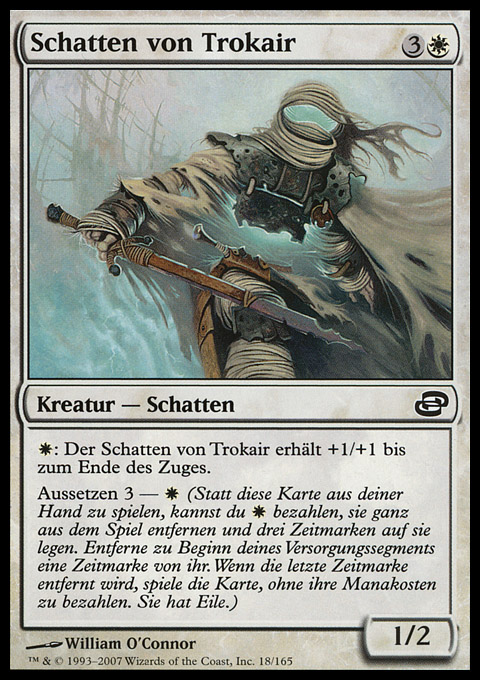 Schatten von Trokair 3
Kreatur — Schatten
: Der Schatten von Trokair erhält +1/+1 bis
zum Ende des Zuges.
Aussetzen 3 — (Statt diese Karte aus deiner
Hand zu spielen, kannst du bezahlen, sie ganz
aus dem Spiel entfernen und drei Zeitmarken auf sie
legen. Entferne zu Beginn deines Versorgungssegments
eine Zeitmarke von ihr. Wenn die letzte Zeitmarke
entfernt wird, spiele die Karte, ohne ihre Manakosten
zu bezahlen. Sie hat Eile.)
William O'Connor
™ & © 1993–2007 Wizards of the Coast, Inc. 18/165
1/2